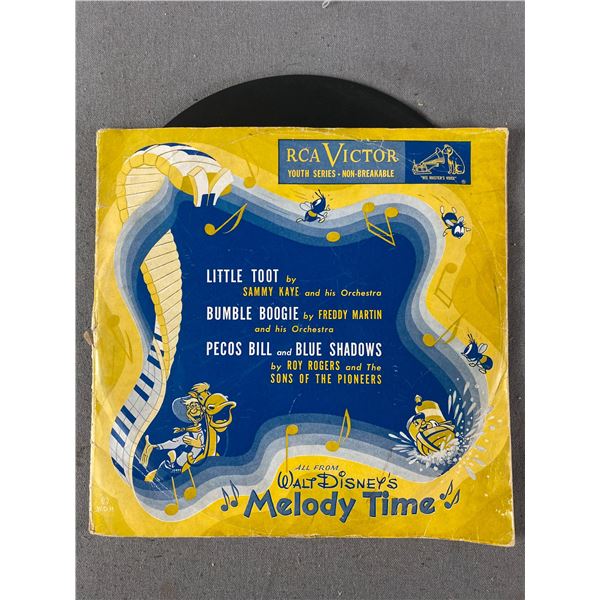 RCA VICTOR
YOUTH SERIES • NON-BREAKABLE
"HIS MASTER'S VOICE"
®
LITTLE TOOT by
SAMMY KAYE and his Orchestra
BUMBLE BOOGIE by FREDDY MARTIN
and his Orchestra
PECOS BILL and BLUE SHADOWS
by ROY ROGERS and The
SONS OF THE PIONEERS
ALL FROM
WALT DISNEY'S
Melody Time
W.D.P.